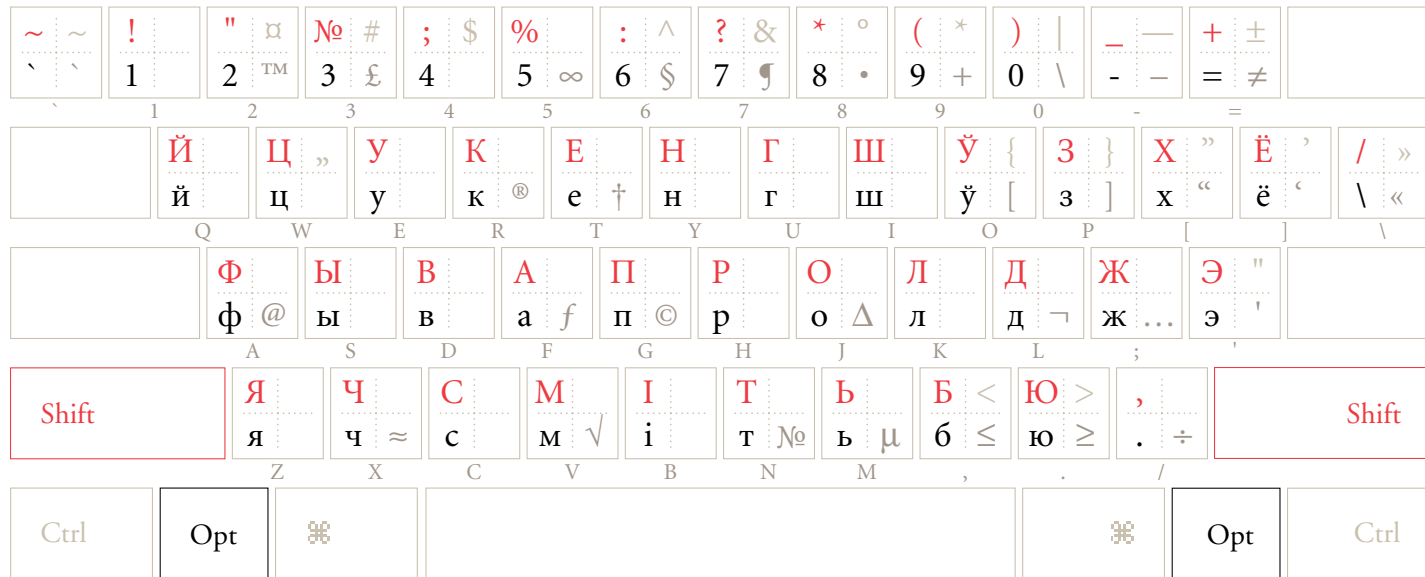 ~ ~ ! " ¤ № # ; $ % : ^ ? & * ° ( * ) | _ — + ±
` ` 1 2 ™ 3 £ 4 5 ∞ 6 § 7 ¶ 8 • 9 + 0 \ - – = ≠
` 1 2 3 4 5 6 7 8 9 0 - =
Й Ц „ У К Е Н Г Ш Ў { З } Х ” Ё ’ / »
й ц у к ® е † н г ш ў [ з ] х “ ё ‘ \ «
Q W E R T Y U I O P [ ] \
Ф Ы В А П Р О Л Д Ж Э "
ф @ ы в а ƒ п © р о ∆ л д ¬ ж … э '
A S D F G H J K L ; '
Shift Я Ч С М І Т Ь Б < Ю > , Shift
я ч ≈ с м √ і т № ь µ б ≤ ю ≥ . ÷
Z X C V B N M , . /
Ctrl Opt ⌘ ⌘ Opt Ctrl